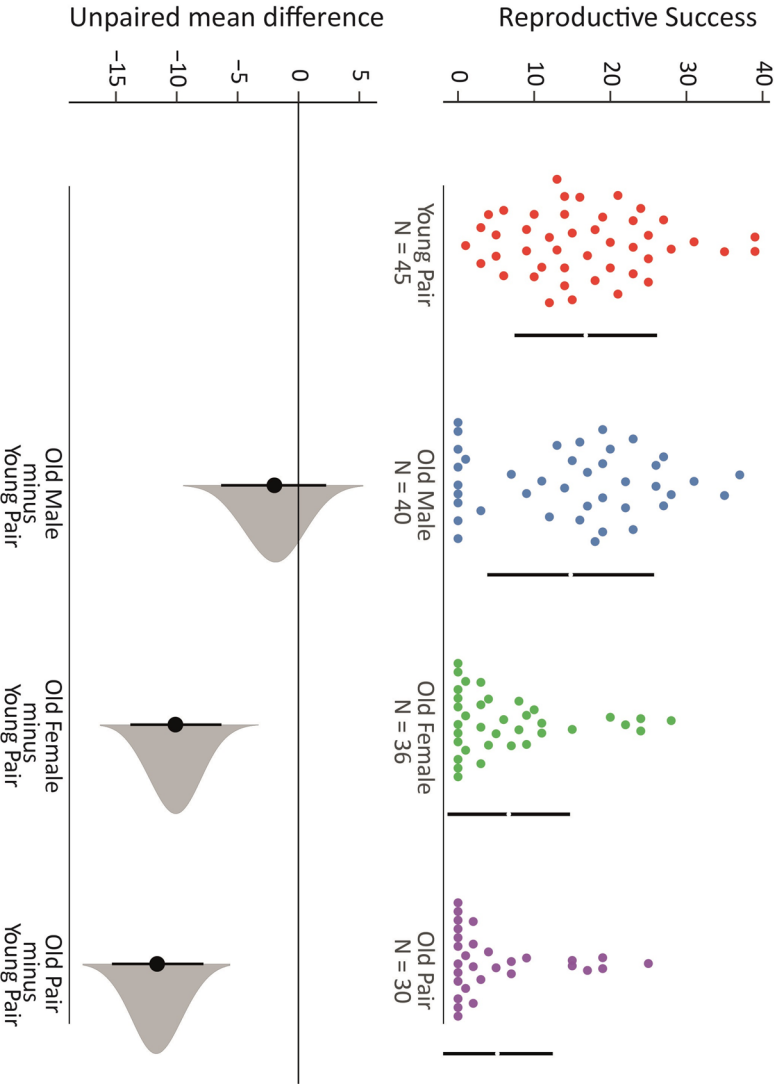 Reproductive Success
40
30
20
10
0
Young Pair
N = 45
Old Male
N = 40
Old Female
N = 36
Old Pair
N = 30
Unpaired mean difference
5
0
−5
−10
−15
Old Male
minus
Young Pair
Old Female
minus
Young Pair
Old Pair
minus
Young Pair